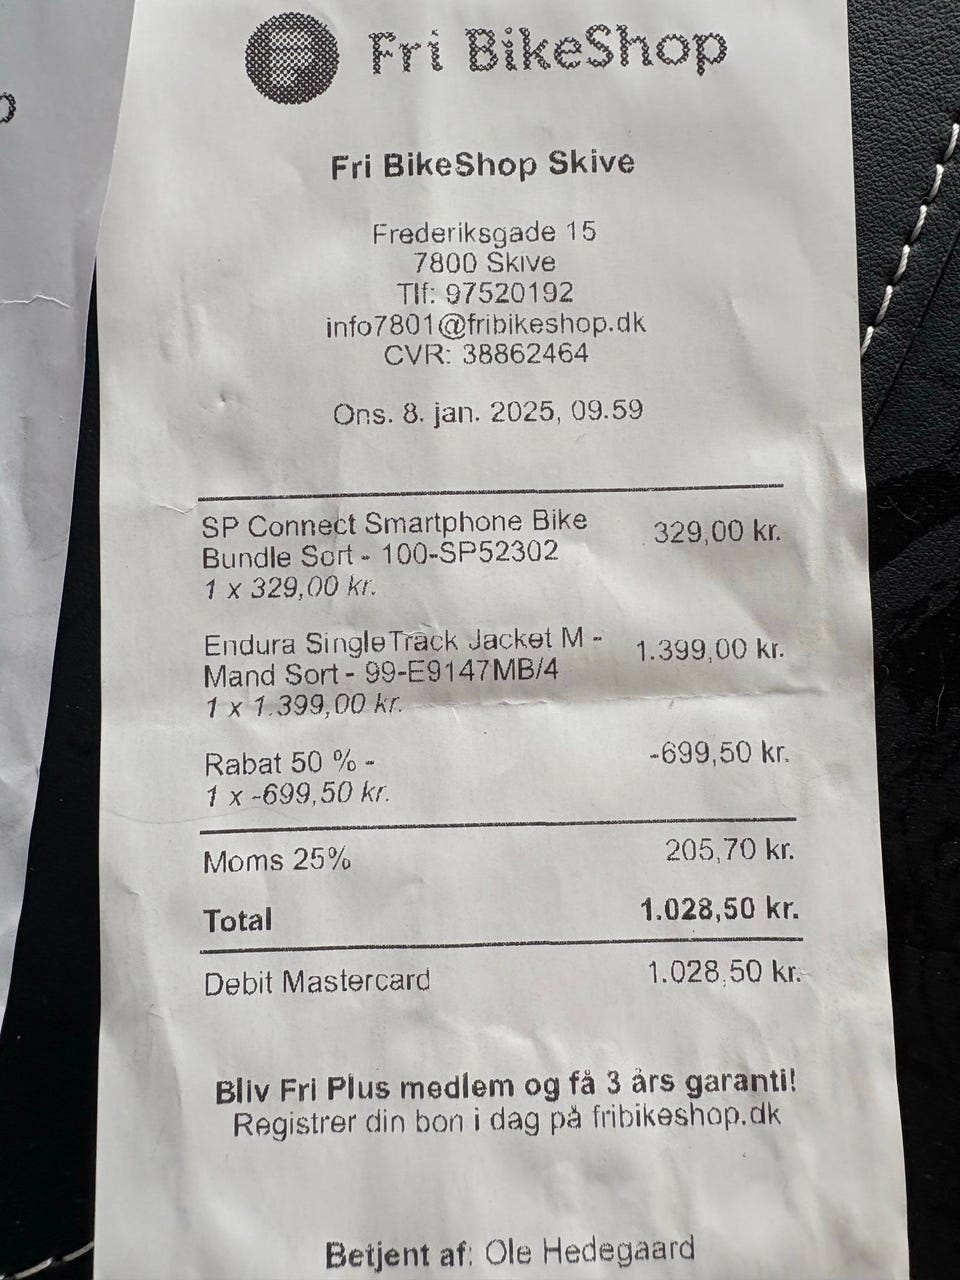 Fri BikeShop
Fri BikeShop Skive
Frederiksgade 15
7800 Skive
Tlf: 97520192
info7801@fribikeshop.dk
CVR: 38862464
Ons. 8. jan. 2025, 09.59
SP Connect Smartphone Bike 329,00 kr.
Bundle Sort - 100-SP52302
1 x 329,00 kr.
Endura SingleTrack Jacket M - 1.399,00 kr.
Mand Sort - 99-E9147MB/4
1 x 1.399,00 kr.
Rabat 50 % - -699,50 kr.
1 x -699,50 kr.
Moms 25% 205,70 kr.
Total 1.028,50 kr.
Debit Mastercard 1.028,50 kr.
Bliv Fri Plus medlem og få 3 års garanti!
Registrer din bon i dag på fribikeshop.dk
Betjent af: Ole Hedegaard